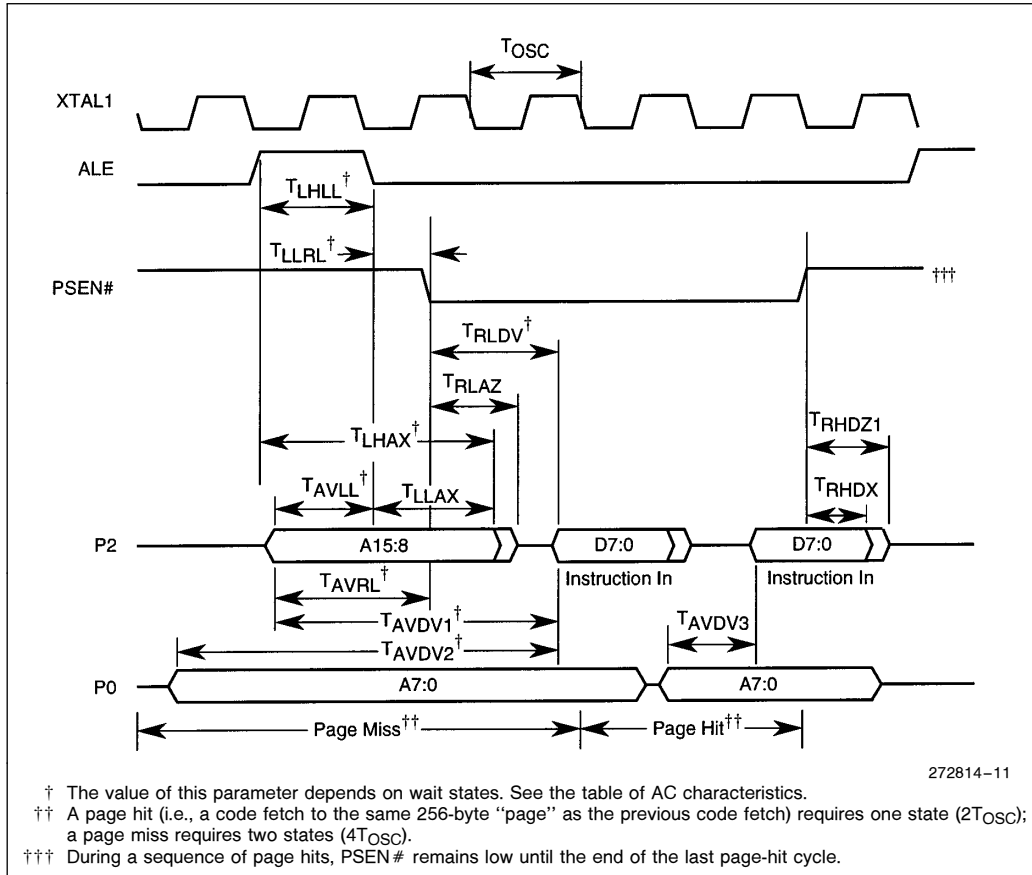 TOSC
XTAL1
ALE
TLHLL†
TLLRL†
PSEN#
†††
TRLDV†
TRLAZ
TLHAX†
TRHDZ1
TAVLL†
TLLAX
TRHDX
P2
A15:8
D7:0
D7:0
Instruction In
Instruction In
TAVRL†
TAVDV1†
TAVDV3
TAVDV2†
P0
A7:0
A7:0
Page Miss††
Page Hit††
272814–11
† The value of this parameter depends on wait states. See the table of AC characteristics.
†† A page hit (i.e., a code fetch to the same 256-byte "page" as the previous code fetch) requires one state (2TOSC);
a page miss requires two states (4TOSC).
††† During a sequence of page hits, PSEN# remains low until the end of the last page-hit cycle.